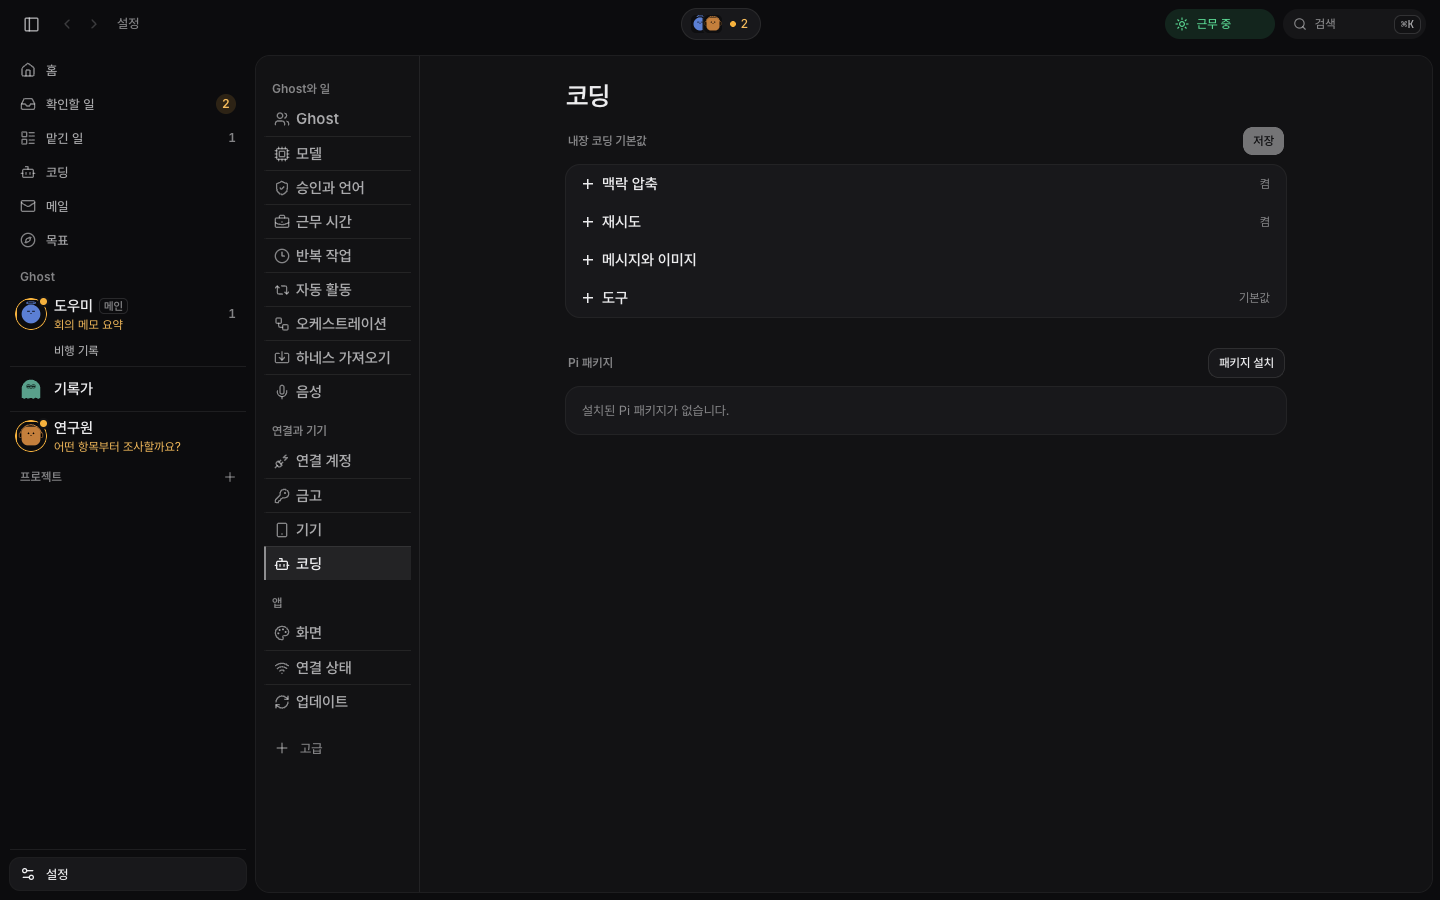 설정
2
근무 중
검색
⌘K
홈
확인할 일
2
맡긴 일
1
코딩
메일
목표
Ghost
도우미
메인
회의 메모 요약
1
비행 기록
기록가
연구원
어떤 항목부터 조사할까요?
프로젝트
설정
Ghost와 일
Ghost
모델
승인과 언어
근무 시간
반복 작업
자동 활동
오케스트레이션
하네스 가져오기
음성
연결과 기기
연결 계정
금고
기기
코딩
앱
화면
연결 상태
업데이트
고급
코딩
내장 코딩 기본값
저장
맥락 압축
켬
재시도
켬
메시지와 이미지
도구
기본값
Pi 패키지
패키지 설치
설치된 Pi 패키지가 없습니다.